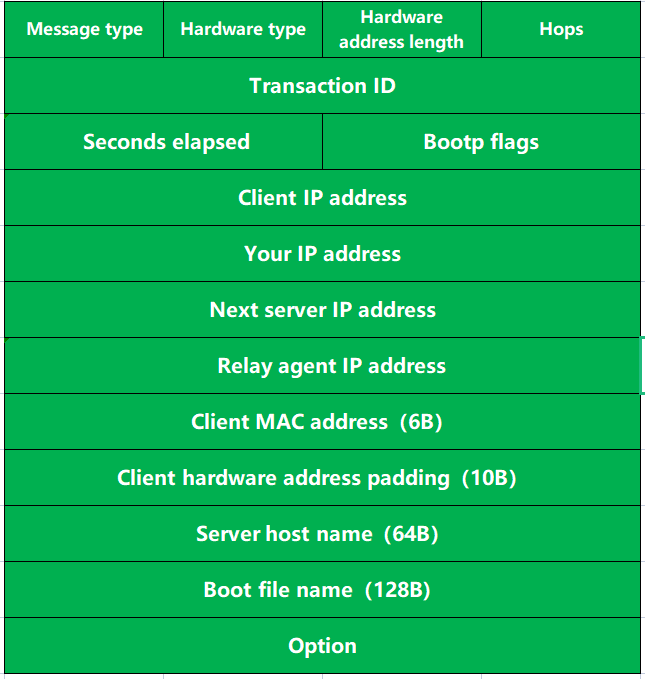 Message type
Hardware type
Hardware
address length
Hops
Transaction ID
Seconds elapsed
Bootp flags
Client IP address
Your IP address
Next server IP address
Relay agent IP address
Client MAC address（6B）
Client hardware address padding（10B）
Server host name（64B）
Boot file name（128B）
Option